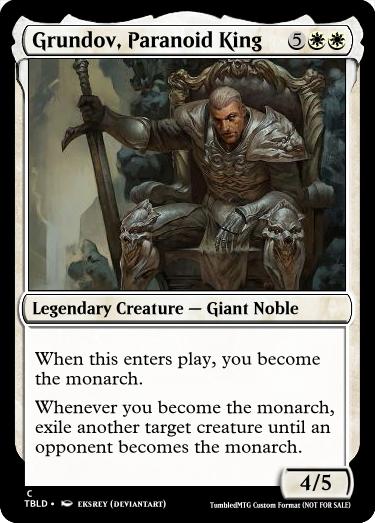 Grundov, Paranoid King 5
Legendary Creature — Giant Noble
When this enters play, you become
the monarch.
Whenever you become the monarch,
exile another target creature until an
opponent becomes the monarch.
4/5
C
TBLD • EKSREY (DEVIANTART)
TumbledMTG Custom Format (NOT FOR SALE)